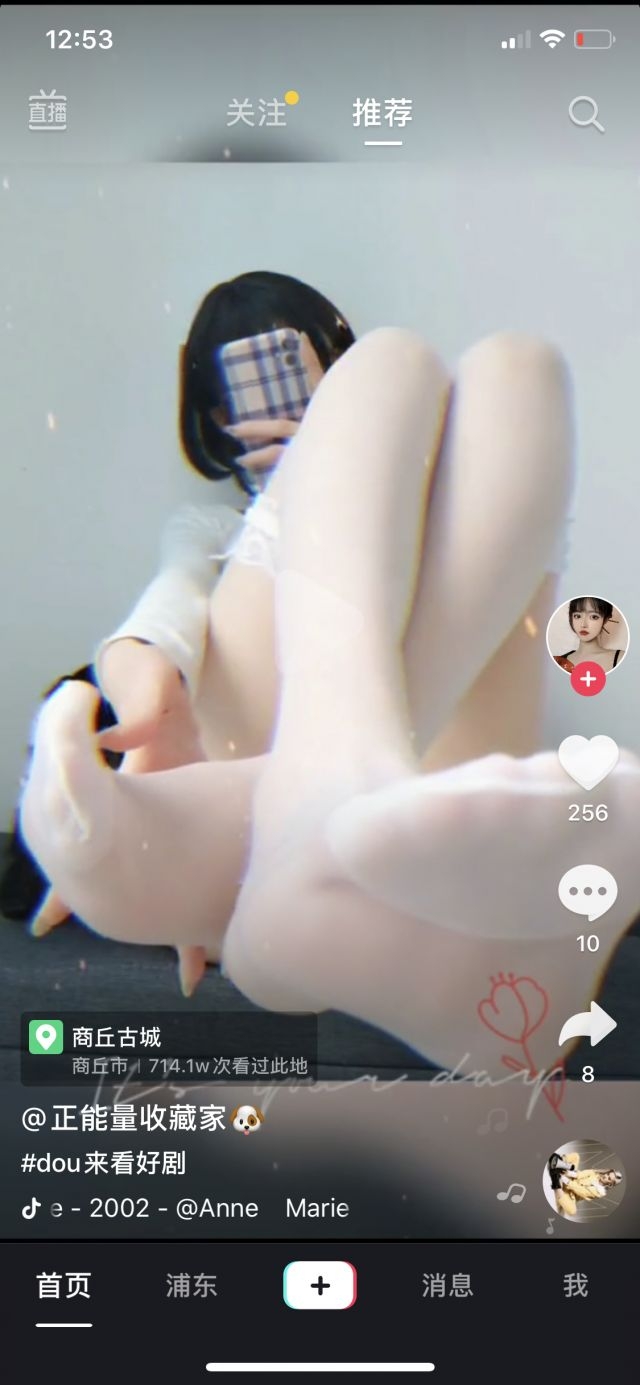 12:53
直播
关注
推荐
256
10
8
商丘古城
商丘市 | 714.1w次看过此地
It's your day
@正能量收藏家🐶
#dou来看好剧
e - 2002 - @Anne Marie
首页
浦东
消息
我